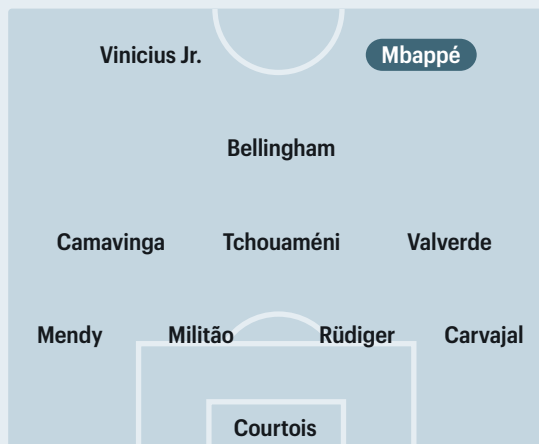 Vinicius Jr. Mbappé
Bellingham
Camavinga Tchouaméni Valverde
Mendy Militão Rüdiger Carvajal
Courtois